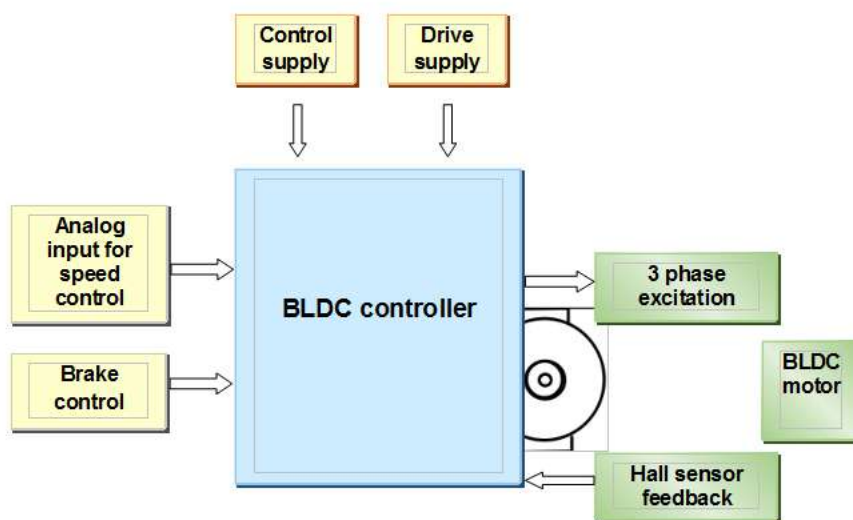 Control
supply
Drive
supply
Analog
input for
speed
control
BLDC controller
3 phase
excitation
Brake
control
BLDC
motor
Hall sensor
feedback